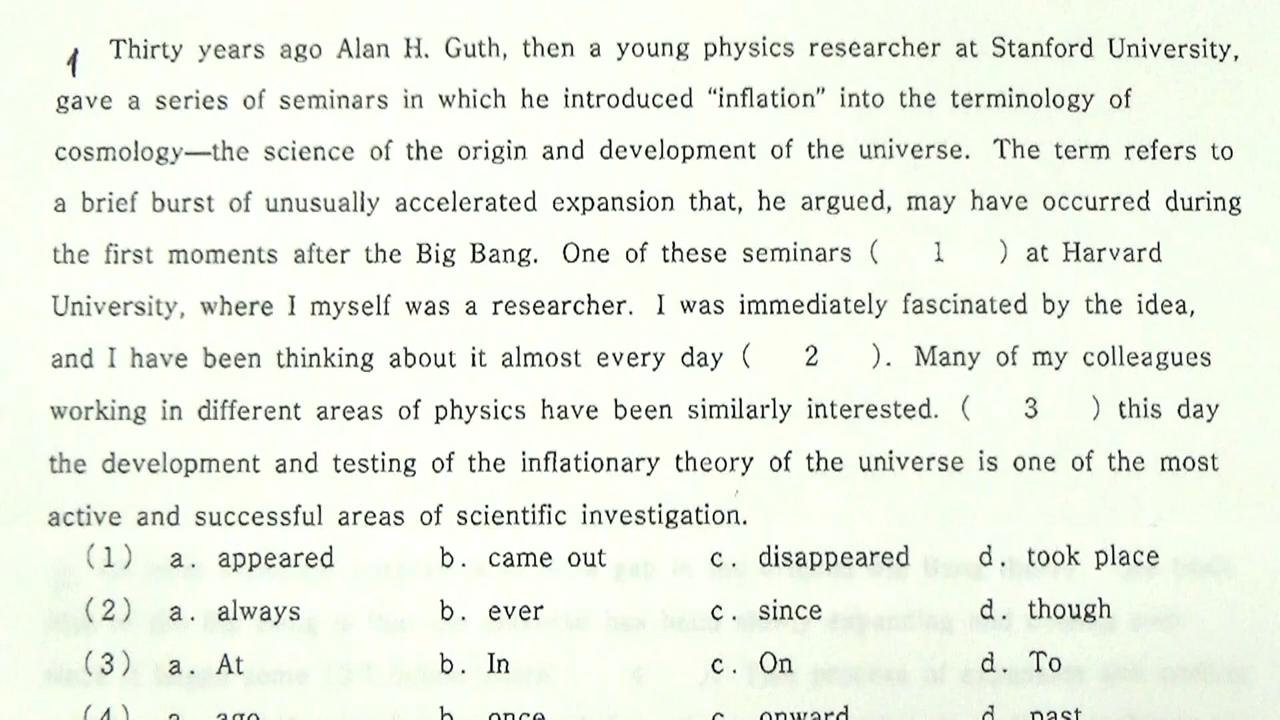 1 Thirty years ago Alan H. Guth, then a young physics researcher at Stanford University,
gave a series of seminars in which he introduced “inflation” into the terminology of
cosmology—the science of the origin and development of the universe. The term refers to
a brief burst of unusually accelerated expansion that, he argued, may have occurred during
the first moments after the Big Bang. One of these seminars ( 1 ) at Harvard
University, where I myself was a researcher. I was immediately fascinated by the idea,
and I have been thinking about it almost every day ( 2 ). Many of my colleagues
working in different areas of physics have been similarly interested. ( 3 ) this day
the development and testing of the inflationary theory of the universe is one of the most
active and successful areas of scientific investigation.
(1) a. appeared b. came out c. disappeared d. took place
(2) a. always b. ever c. since d. though
(3) a. At b. In c. On d. To
(4) a. ago b. once c. onward d. past